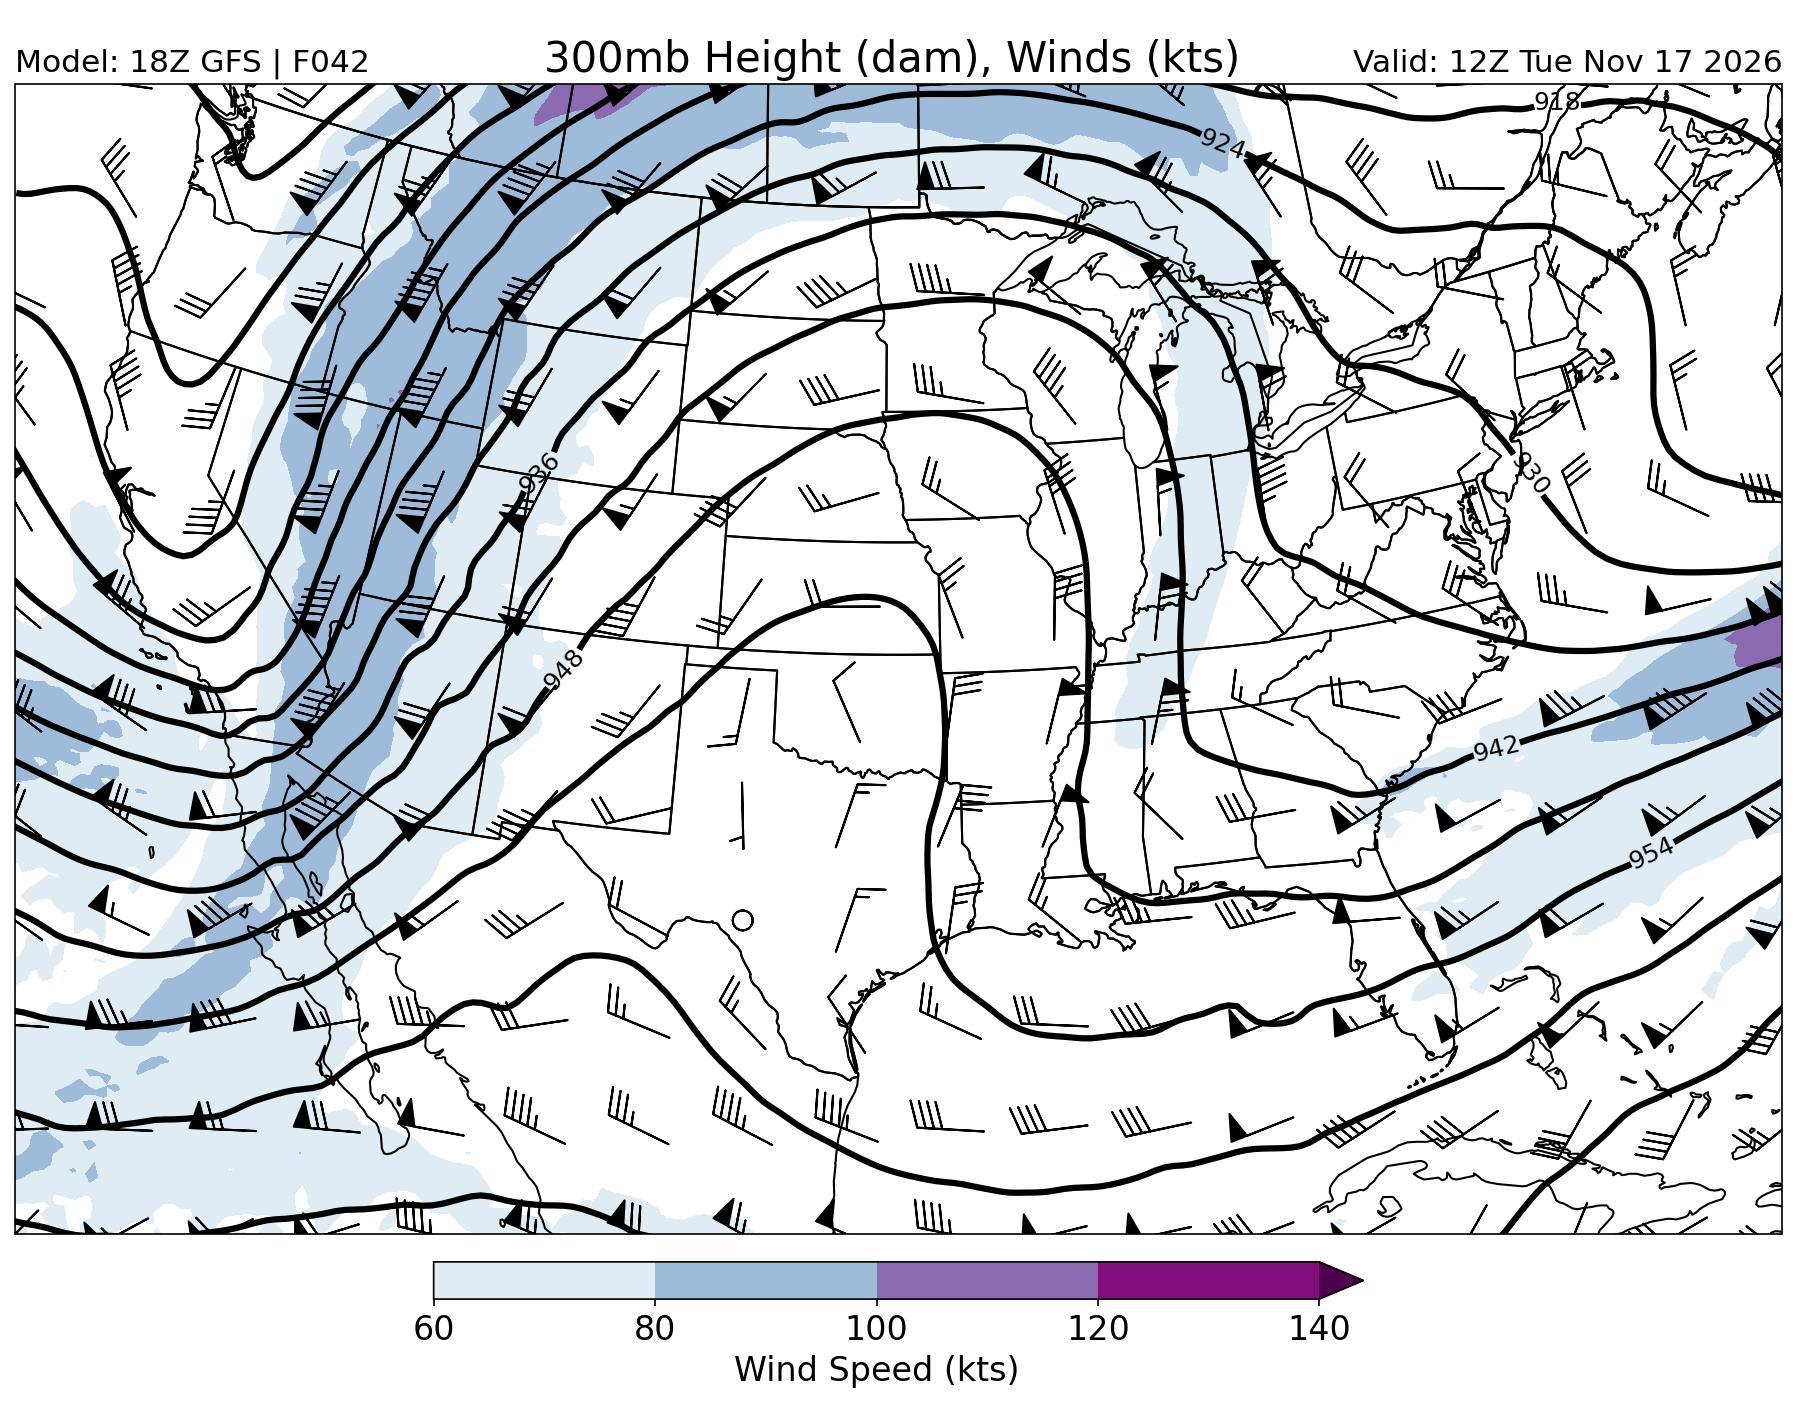 Model: 18Z GFS | F042
300mb Height (dam), Winds (kts)
Valid: 12Z Tue Nov 17 2026
918
924
930
936
948
942
954
60 80 100 120 140
Wind Speed (kts)